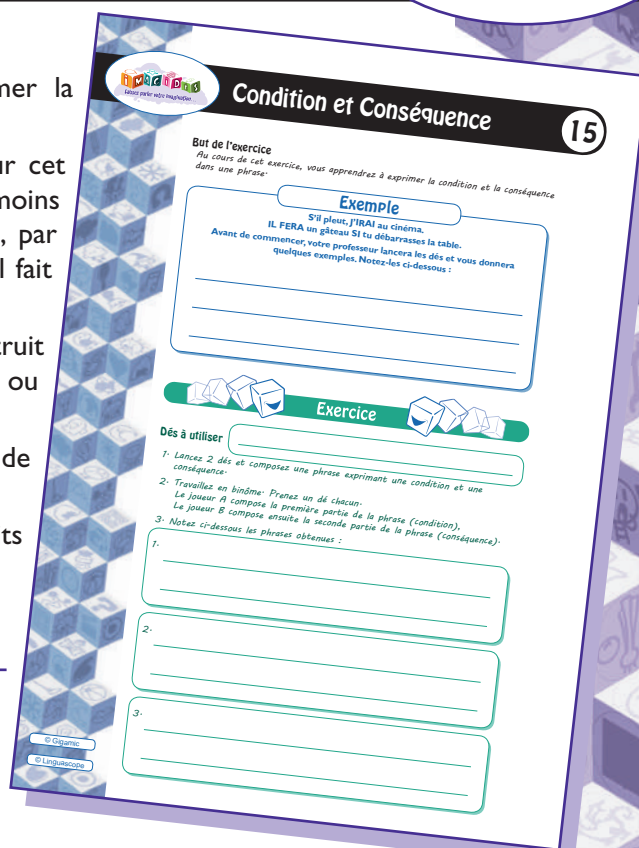 ner la
ur cet
moins
, par
l fait
truit
ou
de
ts
iMAGiDéS
Laissez parler votre imagination
Condition et Conséquence
15
But de l'exercice
Au cours de cet exercice, vous apprendrez à exprimer la condition et la conséquence
dans une phrase.
Exemple
S'il pleut, J'IRAI au cinéma.
IL FERA un gâteau SI tu débarrasses la table.
Avant de commencer, votre professeur lancera les dés et vous donnera
quelques exemples. Notez-les ci-dessous :
Exercice
Dés à utiliser
1. Lancez 2 dés et composez une phrase exprimant une condition et une
conséquence.
2. Travaillez en binôme. Prenez un dé chacun.
Le joueur A compose la première partie de la phrase (condition),
Le joueur B compose ensuite la seconde partie de la phrase (conséquence).
3. Notez ci-dessous les phrases obtenues :
1.
2.
3.
© Gigamic
© Linguascope